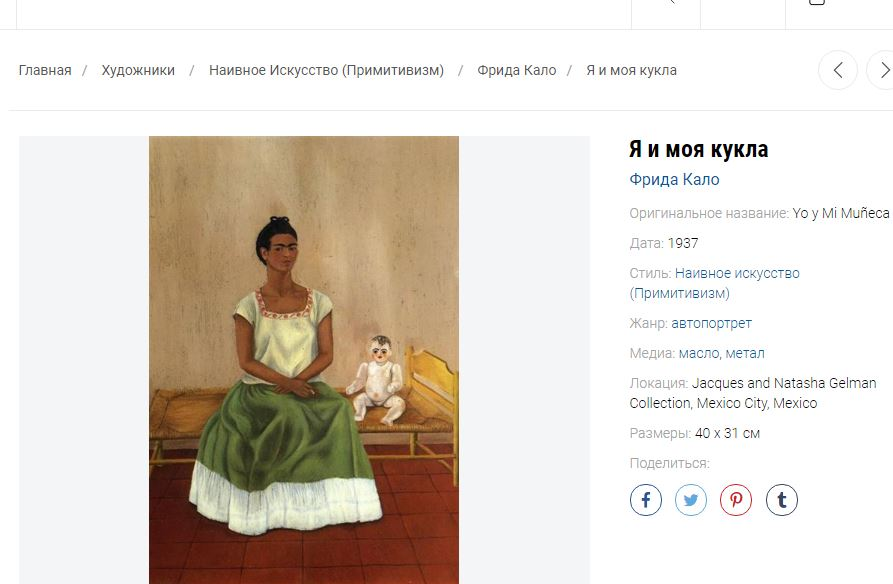 Главная / Художники / Наивное Искусство (Примитивизм) / Фрида Кало / Я и моя кукла
Я и моя кукла
Фрида Кало
Оригинальное название: Yo y Mi Muñeca
Дата: 1937
Стиль: Наивное искусство
(Примитивизм)
Жанр: автопортрет
Медиа: масло, метал
Локация: Jacques and Natasha Gelman
Collection, Mexico City, Mexico
Размеры: 40 x 31 см
Поделиться: